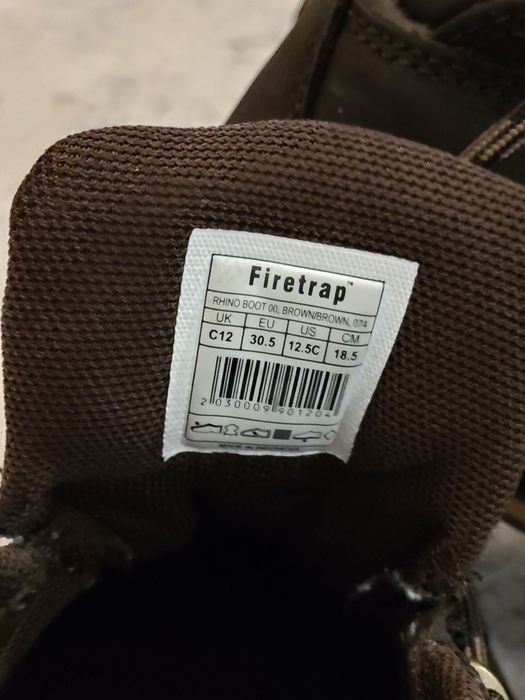 Firetrap™
RHINO BOOT 00, BROWN/BROWN, 0774
UK EU US CM
C12 30.5 12.5C 18.5
2 030009 901204